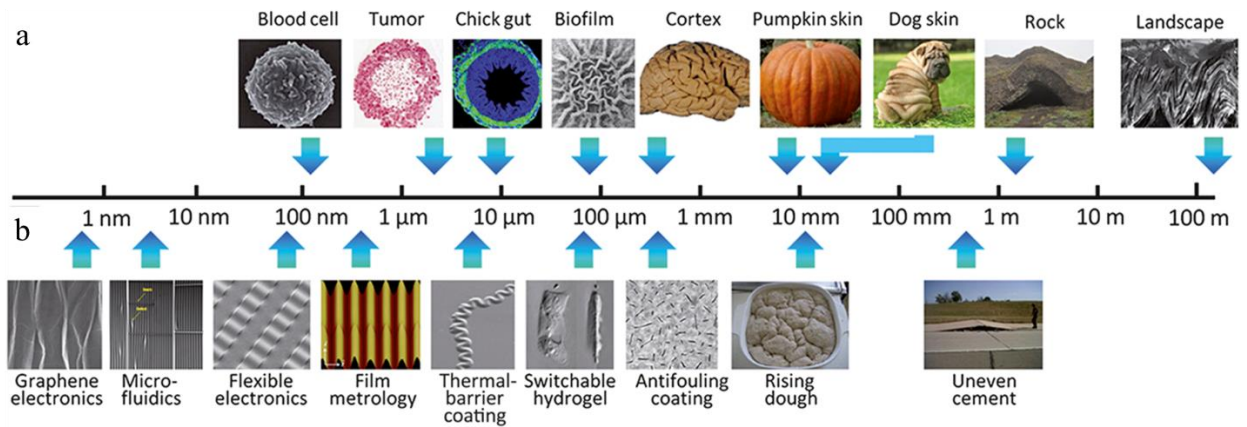 a
Blood cell Tumor Chick gut Biofilm Cortex Pumpkin skin Dog skin Rock Landscape
1 nm 10 nm 100 nm 1 µm 10 µm 100 µm 1 mm 10 mm 100 mm 1 m 10 m 100 m
b
Graphene electronics
Micro-
fluidics
Flexible
electronics
Film
metrology
Thermal-
barrier
coating
Switchable
hydrogel
Antifouling
coating
Rising
dough
Uneven
cement